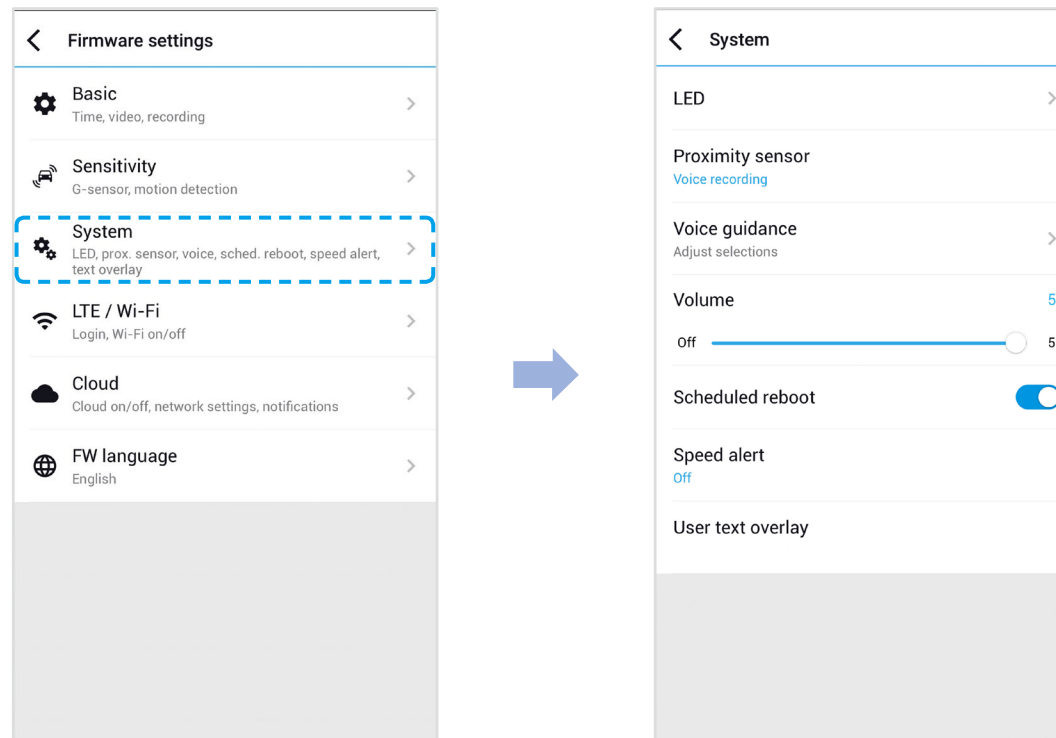 Firmware settings
Basic
Time, video, recording
Sensitivity
G-sensor, motion detection
System
LED, prox. sensor, voice, sched. reboot, speed alert,
text overlay
LTE / Wi-Fi
Login, Wi-Fi on/off
Cloud
Cloud on/off, network settings, notifications
FW language
English
System
LED
Proximity sensor
Voice recording
Voice guidance
Adjust selections
Volume 5
Off 5
Scheduled reboot
Speed alert
Off
User text overlay